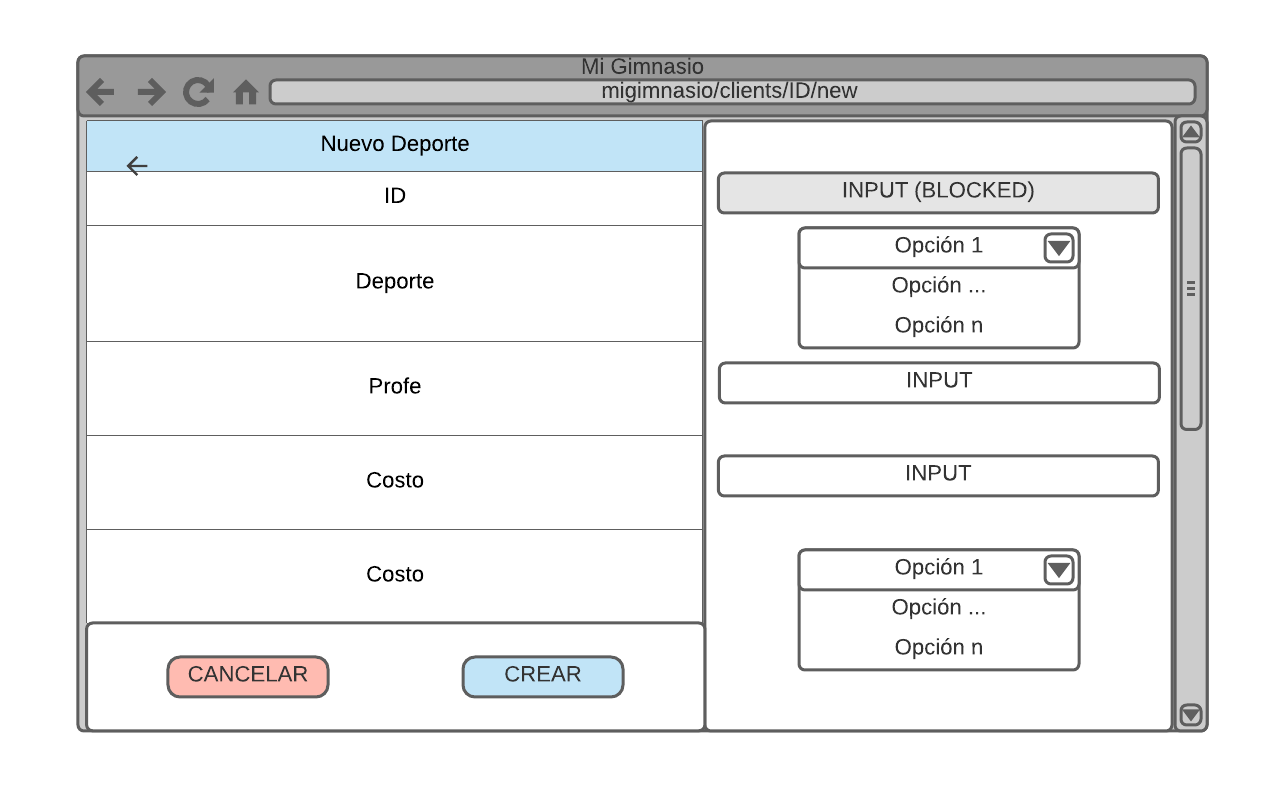 Mi Gimnasio
migimnasio/clients/ID/new
Nuevo Deporte
ID
INPUT (BLOCKED)
Deporte
Opción 1
Opción ...
Opción n
Profe
INPUT
Costo
INPUT
Costo
Opción 1
Opción ...
Opción n
CANCELAR
CREAR